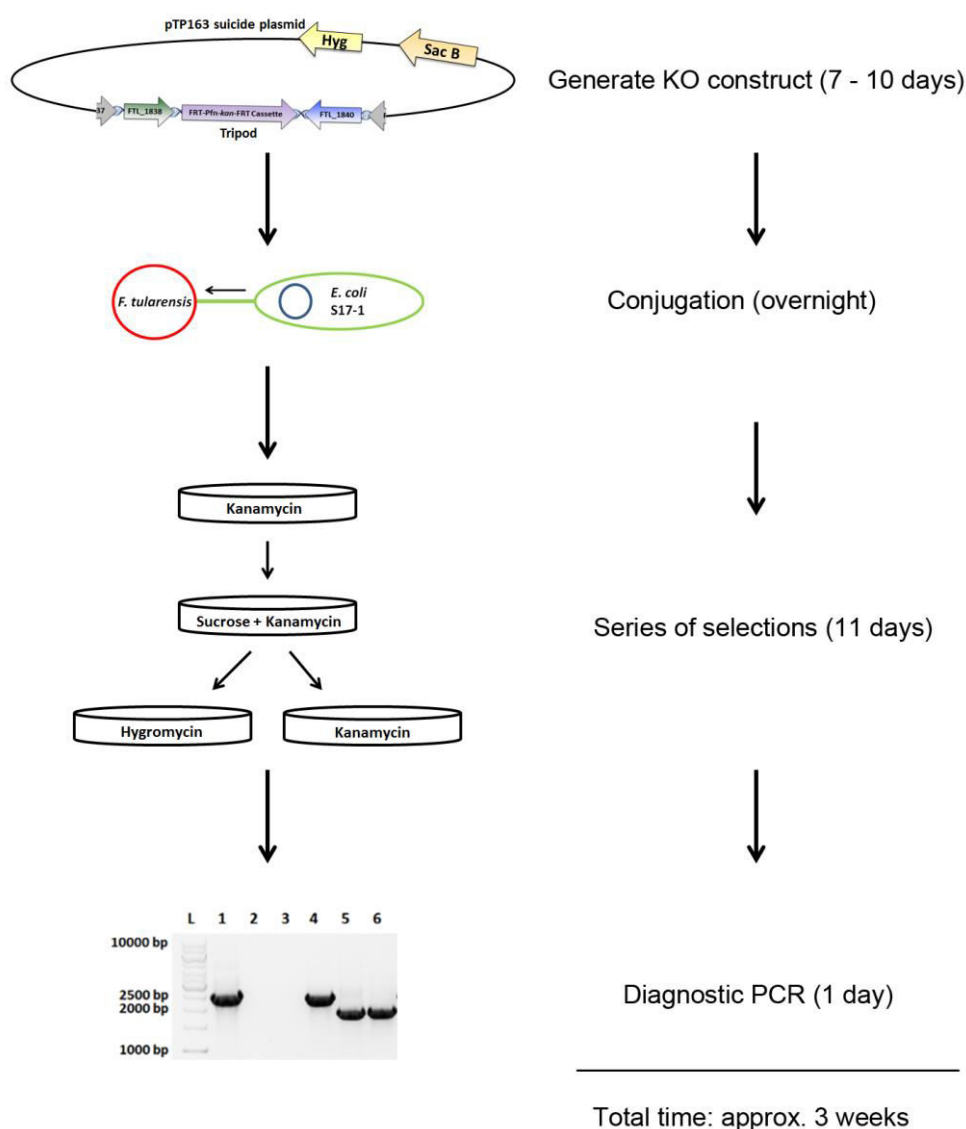 pTP163 suicide plasmid
Hyg
Sac B
Generate KO construct (7 - 10 days)
37
FTL_1838
FRT-Pfn-kan-FRT Cassette
FTL_1840
Tripod
F. tularensis
E. coli
S17-1
Conjugation (overnight)
Kanamycin
Sucrose + Kanamycin
Series of selections (11 days)
Hygromycin
Kanamycin
L 1 2 3 4 5 6
10000 bp
2500 bp
2000 bp
1000 bp
Diagnostic PCR (1 day)
Total time: approx. 3 weeks